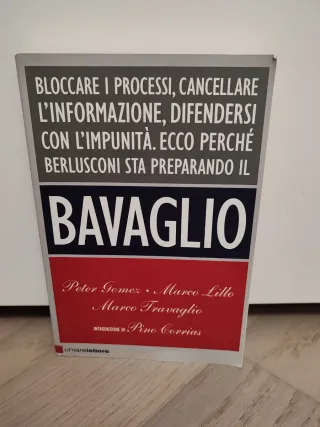 BLOCCARE I PROCESSI, CANCELLARE
L'INFORMAZIONE, DIFENDERSI
CON L'IMPUNITÀ. ECCO PERCHÉ
BERLUSCONI STA PREPARANDO IL
BAVAGLIO
Peter Gomez • Marco Lillo
Marco Travaglio
INTRODUZIONE DI Pino Corrias
chiarelettere